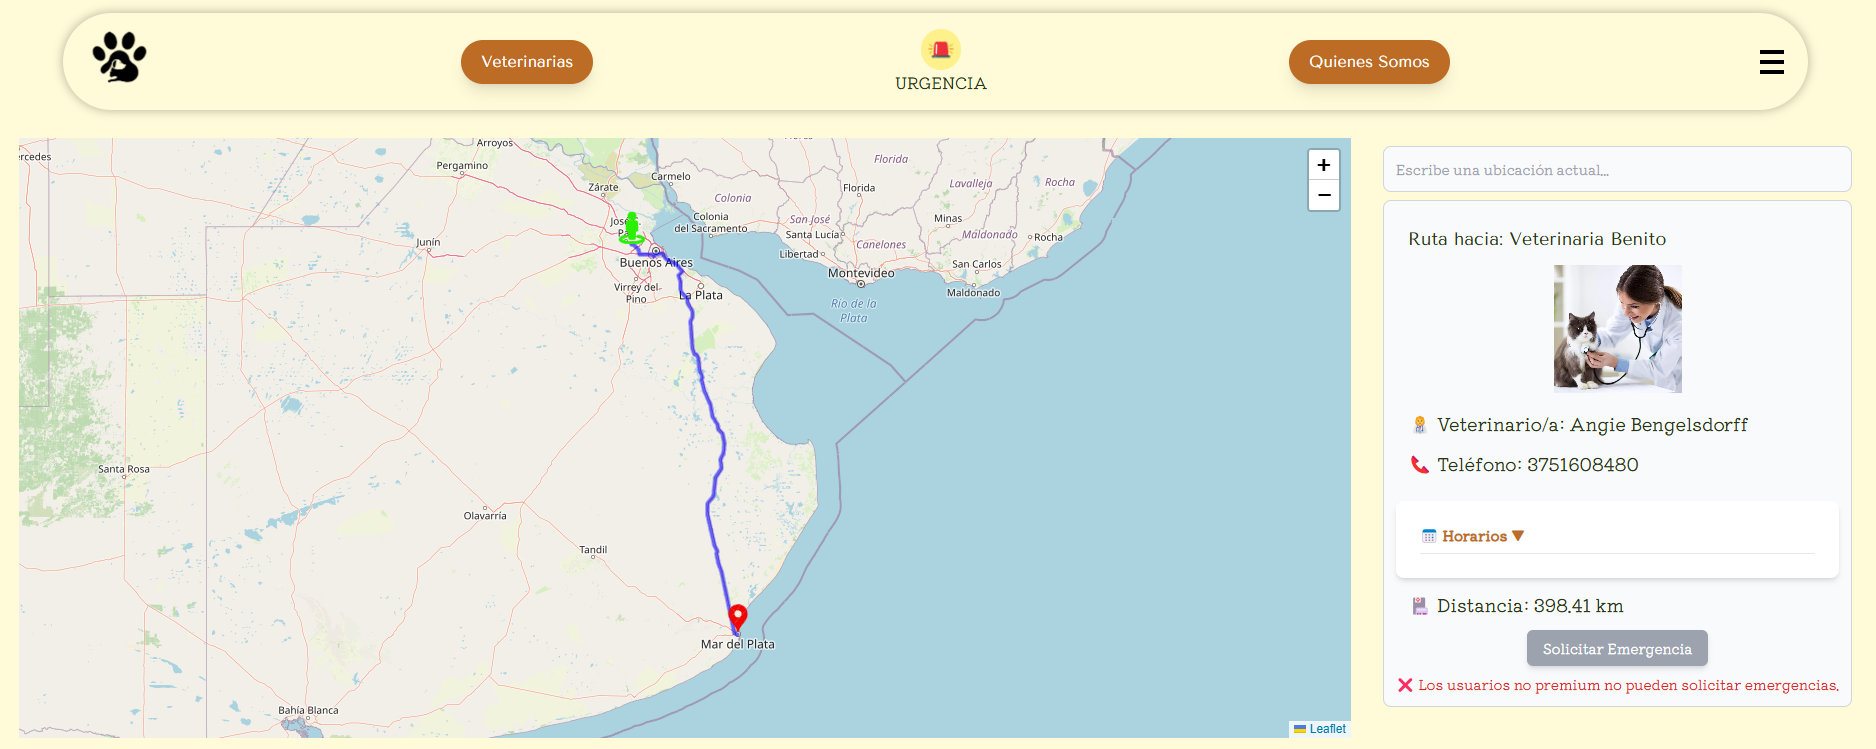 Veterinarias
URGENCIA
Quienes Somos
Arroyos
Pergamino
Zárate
Carmelo
Colonia
Colonia
del Sacramento
Florida
Florida
Lavalleja
Rocha
San José
Minas
Santa Lucía
Canelones
Maldonado
Rocha
Libertad
Montevideo
San Carlos
Maldonado
Río de la
Plata
Junín
José
Buenos Aires
Virrey del
Pino
La Plata
Santa Rosa
Olavarría
Tandil
Mar del Plata
Bahía Blanca
+
−
Leaflet
Escribe una ubicación actual...
Ruta hacia: Veterinaria Benito
Veterinario/a: Angie Bengelsdorff
Teléfono: 3751608480
Horarios ▼
Distancia: 398.41 km
Solicitar Emergencia
❌ Los usuarios no premium no pueden solicitar emergencias.